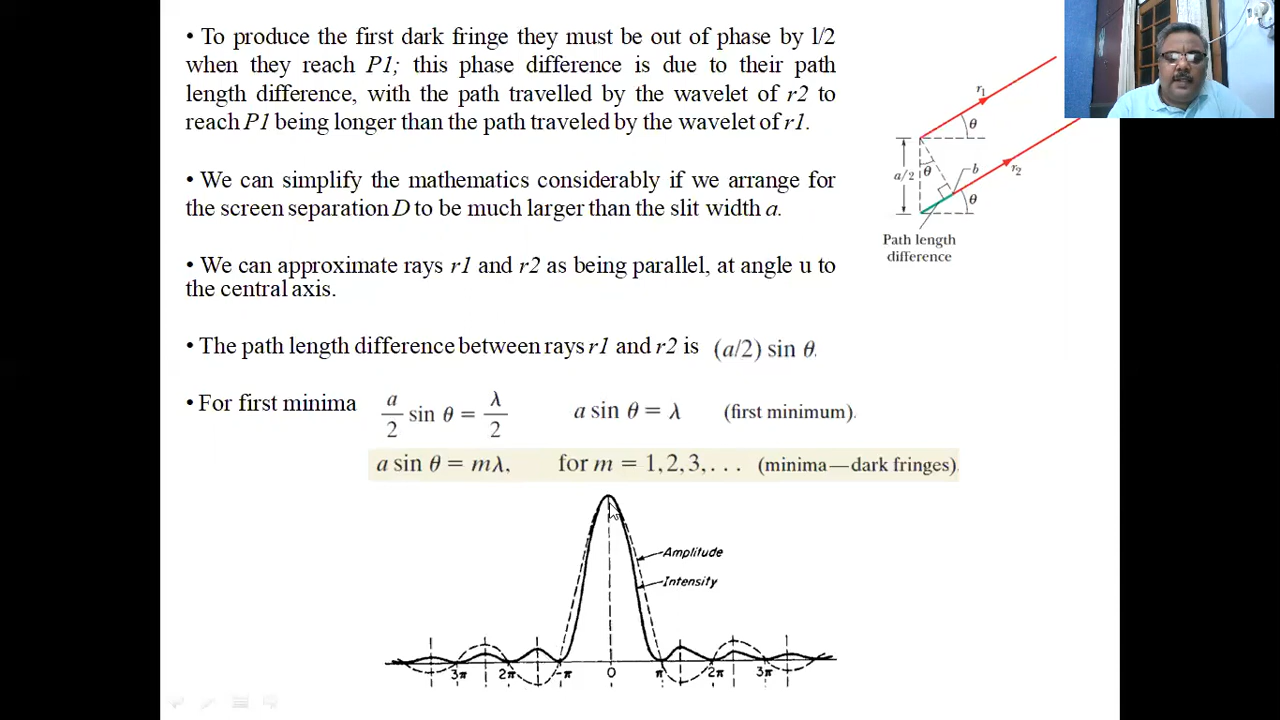 • To produce the first dark fringe they must be out of phase by l/2
when they reach P1; this phase difference is due to their path
length difference, with the path travelled by the wavelet of r2 to
reach P1 being longer than the path traveled by the wavelet of r1.
• We can simplify the mathematics considerably if we arrange for
the screen separation D to be much larger than the slit width a.
• We can approximate rays r1 and r2 as being parallel, at angle u to
the central axis.
• The path length difference between rays r1 and r2 is (a/2) sin θ.
• For first minima a/2 sin θ = λ/2 a sin θ = λ (first minimum).
a sin θ = mλ, for m = 1, 2, 3, . . . (minima—dark fringes).
r₁
θ
θ
b
a/2
r₂
θ
Path length
difference
Amplitude
Intensity
3π 2π -π 0 π 2π 3π